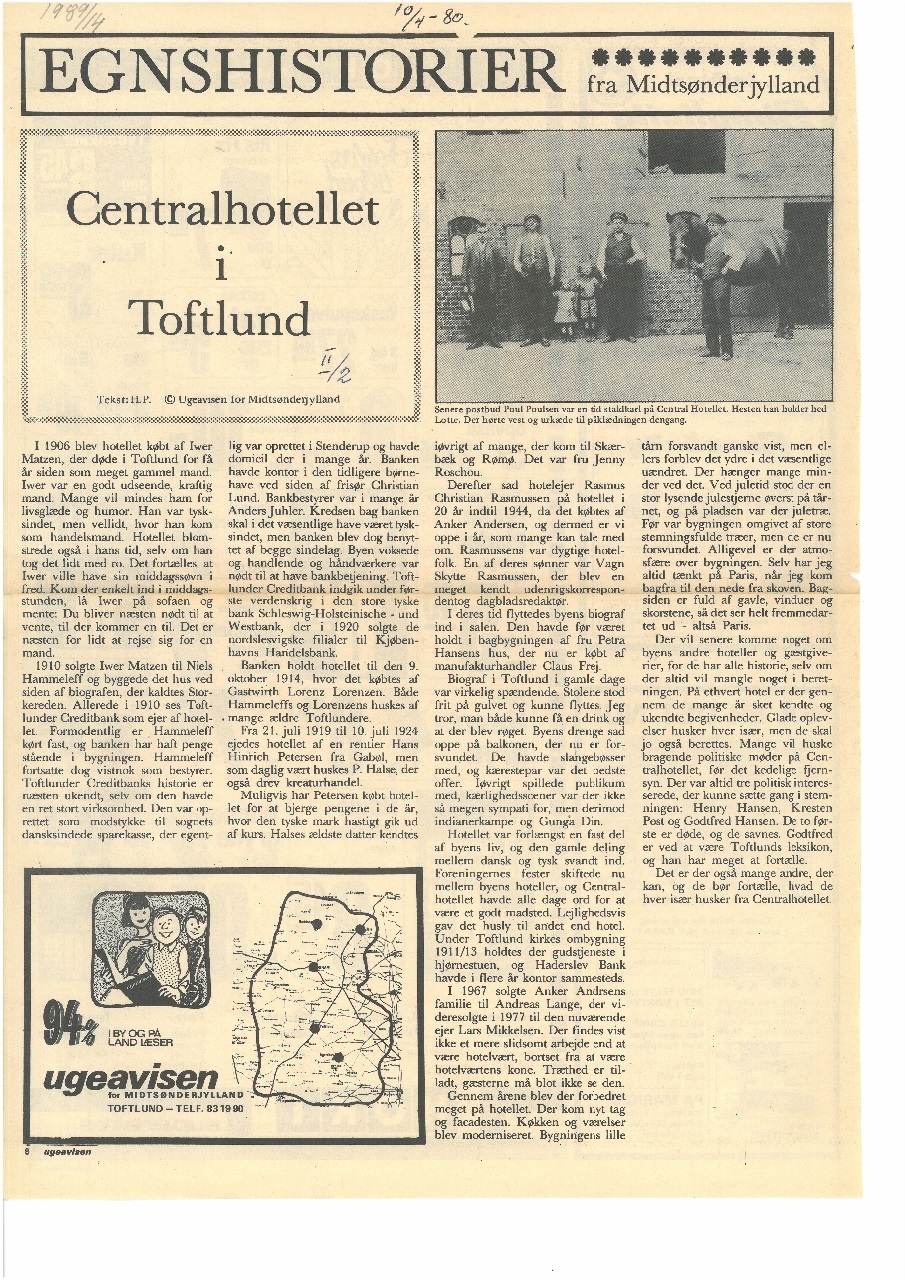 1989/14
10/4-80.
EGNSHISTORIER
fra Midtsønderjylland
Centralhotellet
i
Toftlund
II/2
Tekst: H.P. © Ugeavisen for Midtsønderjylland
Senere postbud Poul Poulsen var en tid staldkarl på Central Hotellet. Hesten han holder hed
Lotte. Der hørte vest og urkæde til påklædningen dengang.
I 1906 blev hotellet købt af Iwer
Matzen, der døde i Toftlund for få
år siden som meget gammel mand.
Iwer var en godt udseende, kraftig
mand. Mange vil mindes ham for
livsglæde og humor. Han var tysk-
sindet, men vellidt, hvor han kom
som handelsmand. Hotellet blom-
strede også i hans tid, selv om han
tog det lidt med ro. Det fortælles at
Iwer ville have sin middagssøvn i
fred. Kom der enkelt ind i middags-
stunden, lå Iwer på sofaen og
mente: Du bliver næsten nødt til at
vente, til der kommer en til. Det er
næsten for lidt at rejse sig for en
mand.
1910 solgte Iwer Matzen til Niels
Hammeleff og byggede det hus ved
siden af biografen, der kaldtes Stor-
kereden. Allerede i 1910 ses Toft-
lunder Creditbank som ejer af hotel-
let. Formodentlig er Hammeleff
kørt fast, og banken har haft penge
stående i bygningen. Hammeleff
fortsatte dog vistnok som bestyrer.
Toftlunder Creditbanks historie er
næsten ukendt, selv om den havde
en ret stort virksomhed. Den var op-
rettet som modstykke til sognets
dansksindede sparekasse, der egent-
lig var oprettet i Stenderup og havde
domicil der i mange år. Banken
havde kontor i den tidligere børne-
have ved siden af frisør Christian
Lund. Bankbestyrer var i mange år
Anders Juhler. Kredsen bag banken
skal i det væsentlige have været tysk-
sindet, men banken blev dog benyt-
tet af begge sindelag. Byen voksede
og handlende og håndværkere var
nødt til at have bankbetjening. Toft-
lunder Creditbank indgik under før-
ste verdenskrig i den store tyske
bank Schleswig-Holsteinische - und
Westbank, der i 1920 solgte de
nordslesvigske filialer til Kjøben-
havns Handelsbank.
Banken holdt hotellet til den 9.
oktober 1914, hvor det købtes af
Gastwirth Lorenz Lorenzen. Både
Hammeleffs og Lorenzens huskes af
mange ældre Toftlundere.
Fra 21. juli 1919 til 10. juli 1924
ejedes hotellet af en rentier Hans
Hinrich Petersen fra Gabøl, men
som daglig vært huskes P. Halse, der
også drev kreaturhandel.
Muligvis har Petersen købt hotel-
let for at bjerge pengene i de år,
hvor den tyske mark hastigt gik ud
af kurs. Halses ældste datter kendtes
iøvrigt af mange, der kom til Skær-
bæk og Rømø. Det var fru Jenny
Roschou.
Derefter sad hotelejer Rasmus
Christian Rasmussen på hotellet i
20 år indtil 1944, da det købtes af
Anker Andersen, og dermed er vi
oppe i år, som mange kan tale med
om. Rasmussens var dygtige hotel-
folk. En af deres sønner var Vagn
Skytte Rasmussen, der blev en
meget kendt udenrigskorrespon-
dentog dagbladsredaktør.
I deres tid flyttedes byens biograf
ind i salen. Den havde før været
holdt i bagbygningen af fru Petra
Hansens hus, der nu er købt af
manufakturhandler Claus Frej.
Biograf i Toftlund i gamle dage
var virkelig spændende. Stolene stod
frit på gulvet og kunne flyttes. Jeg
tror, man både kunne få en drink og
at der blev røget. Byens drenge sad
oppe på balkonen, der nu er for-
svundet. De havde slangebøsser
med, og kærestepar var det bedste
offer. Iøvrigt spillede publikum
med, kærlighedsscener var der ikke
så megen sympati for, men derimod
indianerkampe og Gunga Din.
Hotellet var forlængst en fast del
af byens liv, og den gamle deling
mellem dansk og tysk svandt ind.
Foreningernes fester skiftede nu
mellem byens hoteller, og Central-
hotellet havde alle dage ord for at
være et godt madsted. Lejlighedsvis
gav det husly til andet end hotel.
Under Toftlund kirkes ombygning
1911/13 holdtes der gudstjeneste i
hjørnestuen, og Haderslev Bank
havde i flere år kontor sammesteds.
I 1967 solgte Anker Andrsens
familie til Andreas Lange, der vi-
deresolgte i 1977 til den nuværende
ejer Lars Mikkelsen. Der findes vist
ikke et mere slidsomt arbejde end at
være hotelvært, bortset fra at være
hotelværtens kone. Træthed er til-
ladt, gæsterne må blot ikke se den.
Gennem årene blev der forbedret
meget på hotellet. Der kom nyt tag
og facadesten. Køkken og værelser
blev moderniseret. Bygningens lille
tårn forsvandt ganske vist, men el-
lers forblev det ydre i det væsentlige
uændret. Der hænger mange min-
der ved det. Ved juletid stod der en
stor lysende julestjerne øverst på tår-
net, og på pladsen var der juletræ.
Før var bygningen omgivet af store
stemningsfulde træer, men de er nu
forsvundet. Alligevel er der atmo-
sfære over bygningen. Selv har jeg
altid tænkt på Paris, når jeg kom
bagfra til den nede fra skoven. Bag-
siden er fuld af gavle, vinduer og
skorstene, så det ser helt fremmedar-
tet ud - altså Paris.
Der vil senere komme noget om
byens andre hoteller og gæstgive-
rier, for de har alle historie, selv om
der altid vil mangle noget i beret-
ningen. På ethvert hotel er der gen-
nem de mange år sket kendte og
ukendte begivenheder. Glade ople-
velser husker hver især, men de skal
jo også berettes. Mange vil huske
bragende politiske møder på Cen-
tralhotellet, før det kedelige fjern-
syn. Der var altid tre politisk interes-
serede, der kunne sætte gang i stem-
ningen: Henry Hansen, Kresten
Post og Godtfred Hansen. De to før-
ste er døde, og de savnes. Godtfred
er ved at være Toftlunds leksikon,
og han har meget at fortælle.
Det er der også mange andre, der
kan, og de bør fortælle, hvad de
hver især husker fra Centralhotellet.
94%
I BY OG PÅ
LAND LÆSER
ugeavisen
for MIDTSØNDERJYLLAND
TOFTLUND – TELF. 83 19 90
6 ugeavisen